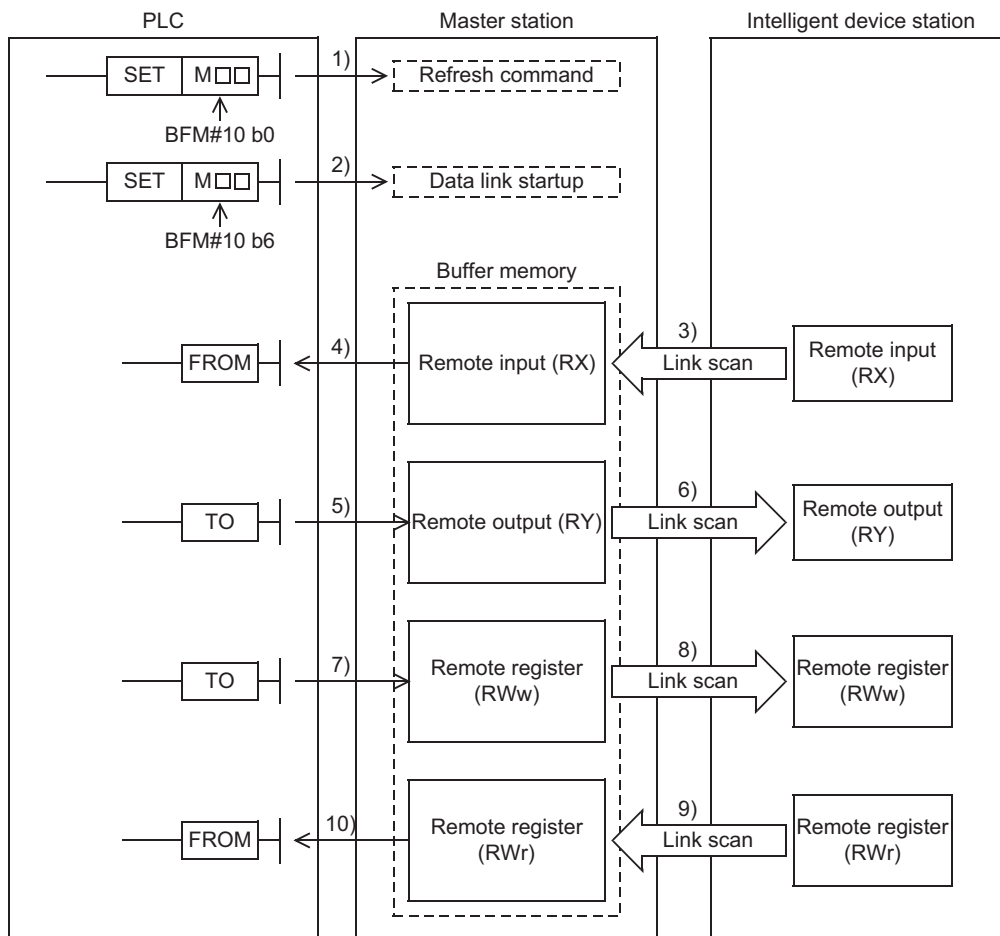 PLC
Master station
Intelligent device station
SET
M□□
1)
Refresh command
BFM#10 b0
SET
M□□
2)
Data link startup
BFM#10 b6
Buffer memory
FROM
4)
Remote input (RX)
3)
Link scan
Remote input
(RX)
TO
5)
Remote output (RY)
6)
Link scan
Remote output
(RY)
TO
7)
Remote register
(RWw)
8)
Link scan
Remote register
(RWw)
FROM
10)
Remote register
(RWr)
9)
Link scan
Remote register
(RWr)